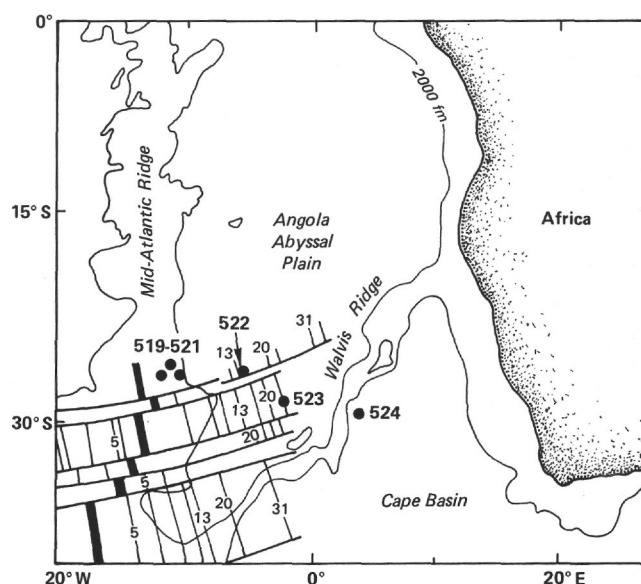 0°
2000 fm
Mid-Atlantic Ridge
15° S
Angola
Abyssal
Plain
Africa
Walvis Ridge
31
519-521
522
13
20
523
524
13
20
30° S
5
20
5
Cape Basin
5
13
20
31
20° W
0°
20° E